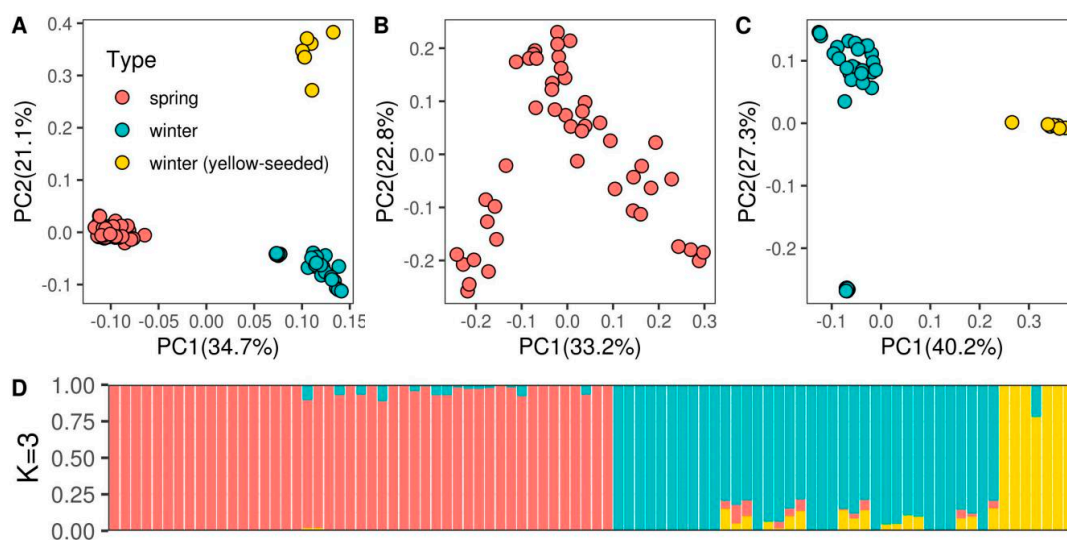 A
B
C
Type
spring
winter
winter (yellow-seeded)
PC2(21.1%)
0.4
0.3
0.2
0.1
0.0
-0.1
-0.10
-0.05
0.00
0.05
0.10
0.15
PC1(34.7%)
PC2(22.8%)
0.2
0.1
0.0
-0.1
-0.2
-0.2
-0.1
0.0
0.1
0.2
0.3
PC1(33.2%)
PC2(27.3%)
0.1
0.0
-0.1
-0.2
-0.1
0.0
0.1
0.2
0.3
PC1(40.2%)
D
K=3
1.00
0.75
0.50
0.25
0.00